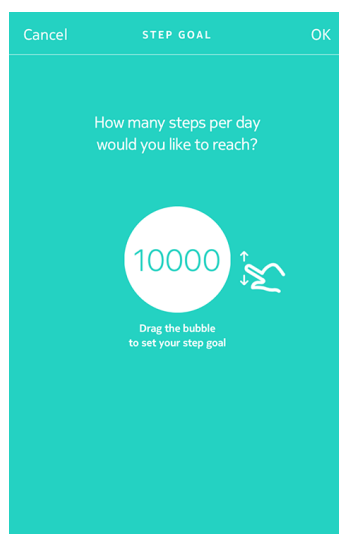 Cancel STEP GOAL OK
How many steps per day
would you like to reach?
10000
Drag the bubble
to set your step goal